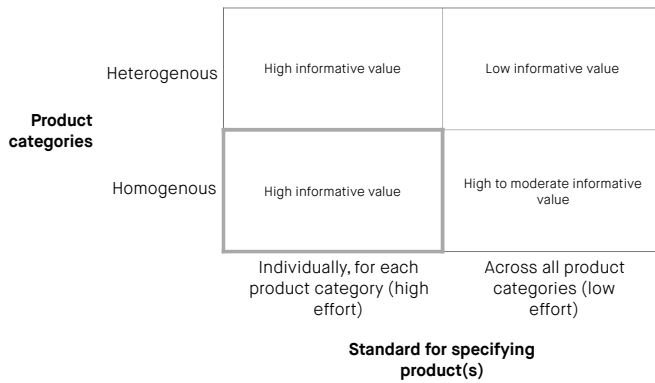 Heterogenous
High informative value
Low informative value
Product
categories
Homogenous
High informative value
High to moderate informative
value
Individually, for each
product category (high
effort)
Across all product
categories (low
effort)
Standard for specifying
product(s)